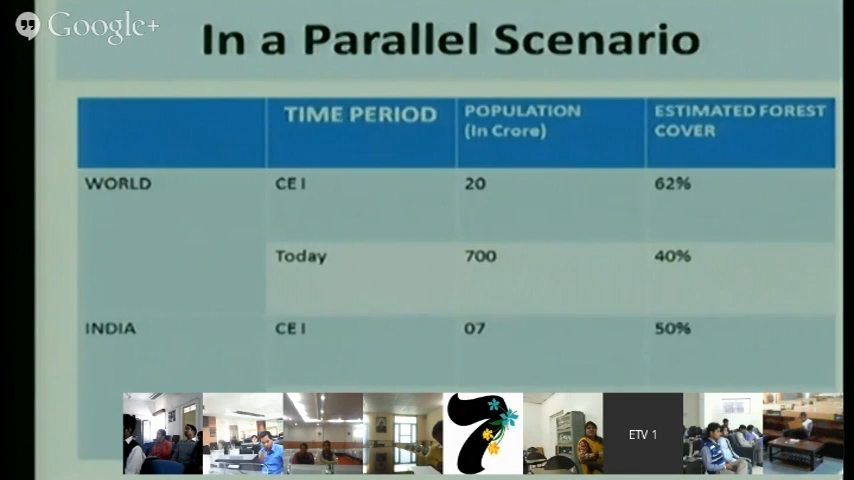 Google+
In a Parallel Scenario
TIME PERIOD
POPULATION
(In Crore)
ESTIMATED FOREST
COVER
WORLD
CE I
20
62%
Today
700
40%
INDIA
CE I
07
50%
7
ETV 1